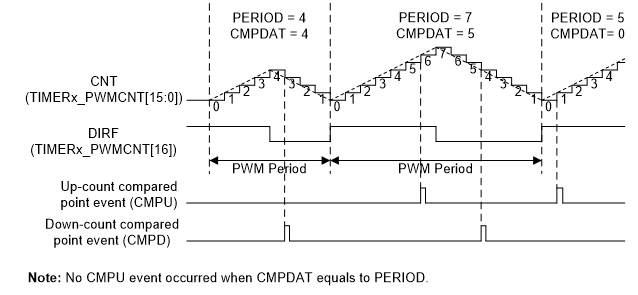 PERIOD = 4
CMPDAT = 4
PERIOD = 7
CMPDAT = 5
PERIOD = 5
CMPDAT= 0
CNT
(TIMERx_PWMCNT[15:0])
0 1 2 3 4 3 2 1 0 1 2 3 4 5 6 7 6 5 4 3 2 1 0 1 2 3 4
DIRF
(TIMERx_PWMCNT[16])
PWM Period
PWM Period
Up-count compared
point event (CMPU)
Down-count compared
point event (CMPD)
Note: No CMPU event occurred when CMPDAT equals to PERIOD.